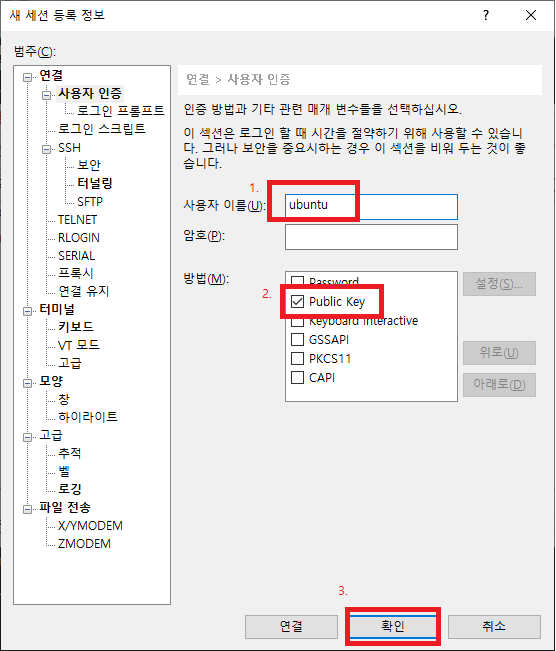 새 세션 등록 정보
범주(C):
연결
사용자 인증
로그인 프롬프트
로그인 스크립트
SSH
보안
터널링
SFTP
TELNET
RLOGIN
SERIAL
프록시
연결 유지
터미널
키보드
VT 모드
고급
모양
창
하이라이트
고급
추적
벨
로깅
파일 전송
X/YMODEM
ZMODEM
연결 > 사용자 인증
인증 방법과 기타 관련 매개 변수들을 선택하십시오.
이 섹션은 로그인 할 때 시간을 절약하기 위해 사용할 수 있습니
다. 그러나 보안을 중요시하는 경우 이 섹션을 비워 두는 것이 좋
습니다.
1.
사용자 이름(U): ubuntu
암호(P):
방법(M):
Password
2.
Public Key
Keyboard Interactive
GSSAPI
PKCS11
CAPI
설정(S)...
위로(U)
아래로(D)
3.
연결 확인 취소